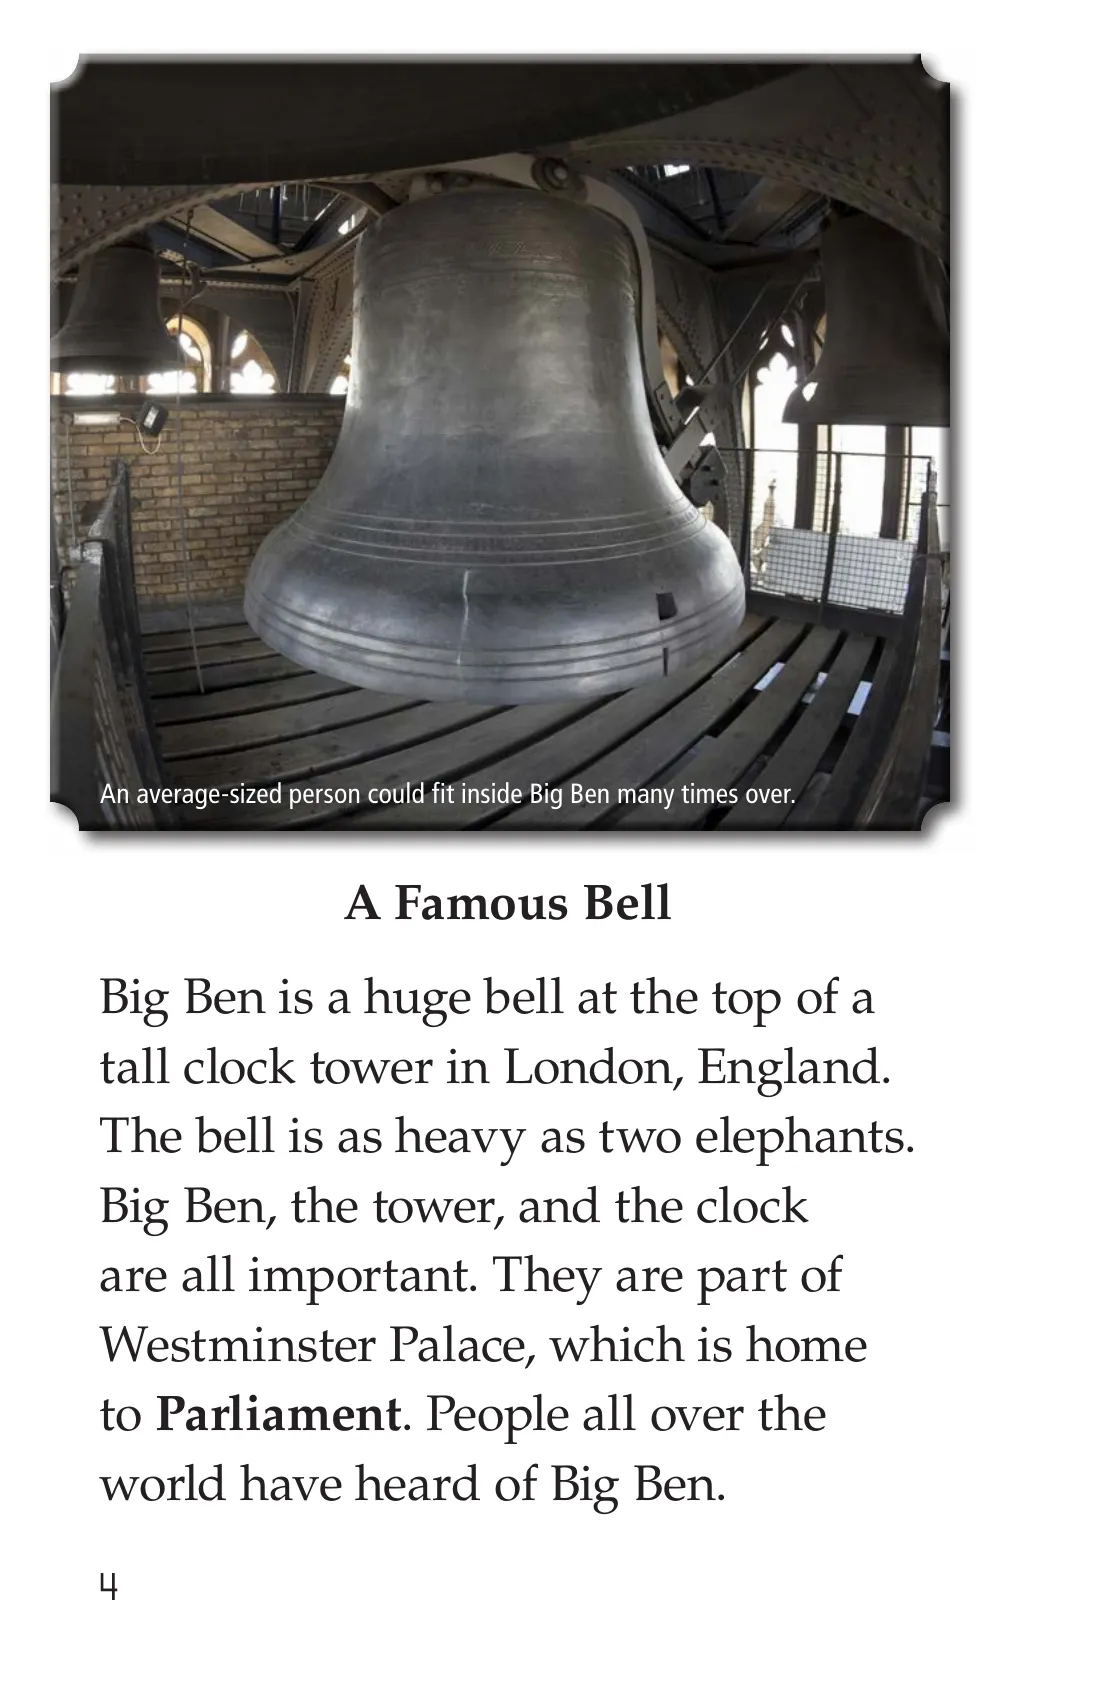 An average-sized person could fit inside Big Ben many times over.
A Famous Bell
Big Ben is a huge bell at the top of a
tall clock tower in London, England.
The bell is as heavy as two elephants.
Big Ben, the tower, and the clock
are all important. They are part of
Westminster Palace, which is home
to Parliament. People all over the
world have heard of Big Ben.
4